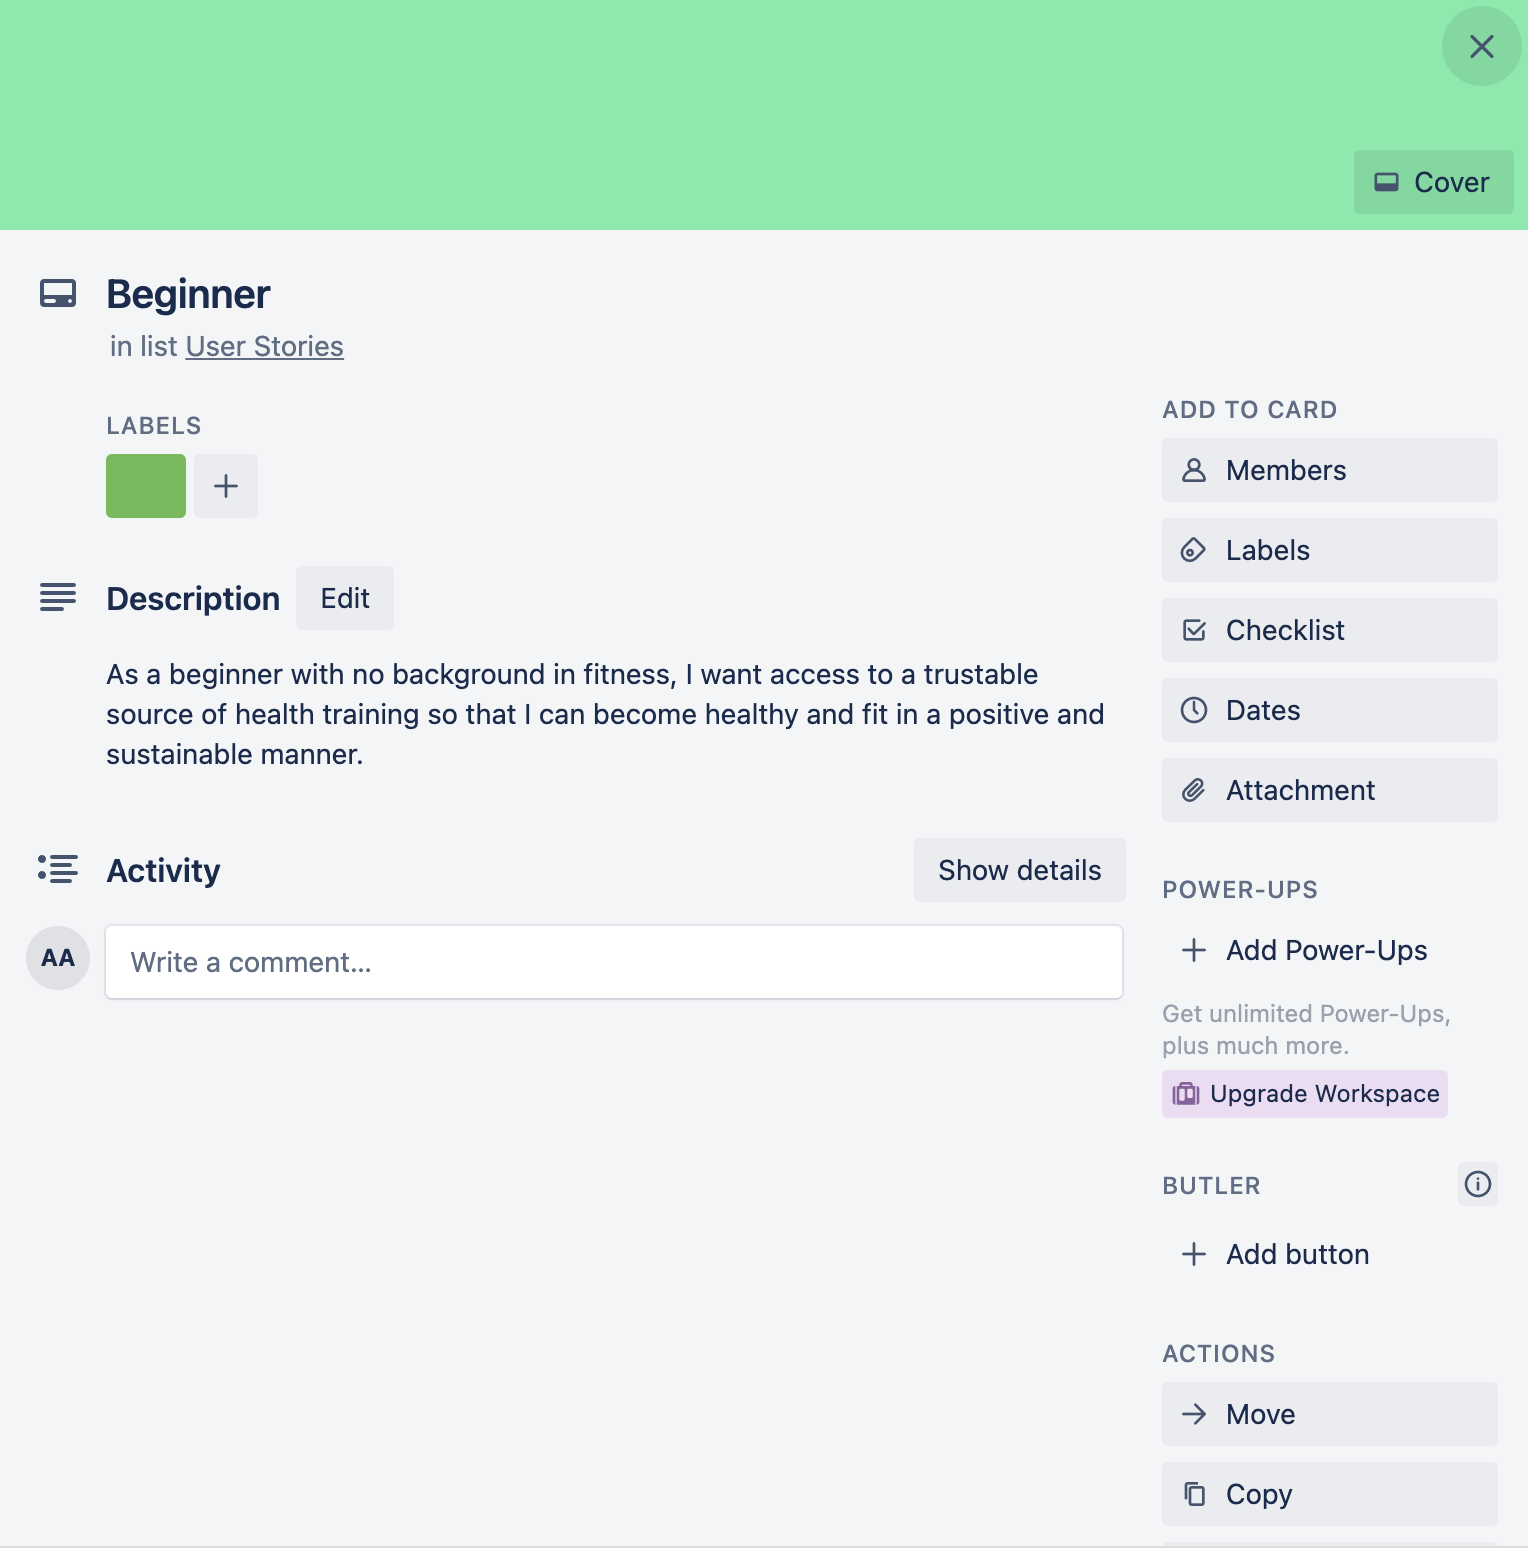 Cover
Beginner
in list User Stories
LABELS
Description
Edit
As a beginner with no background in fitness, I want access to a trustable
source of health training so that I can become healthy and fit in a positive and
sustainable manner.
Activity
Show details
AA
Write a comment...
ADD TO CARD
Members
Labels
Checklist
Dates
Attachment
POWER-UPS
Add Power-Ups
Get unlimited Power-Ups,
plus much more.
Upgrade Workspace
BUTLER
Add button
ACTIONS
Move
Copy